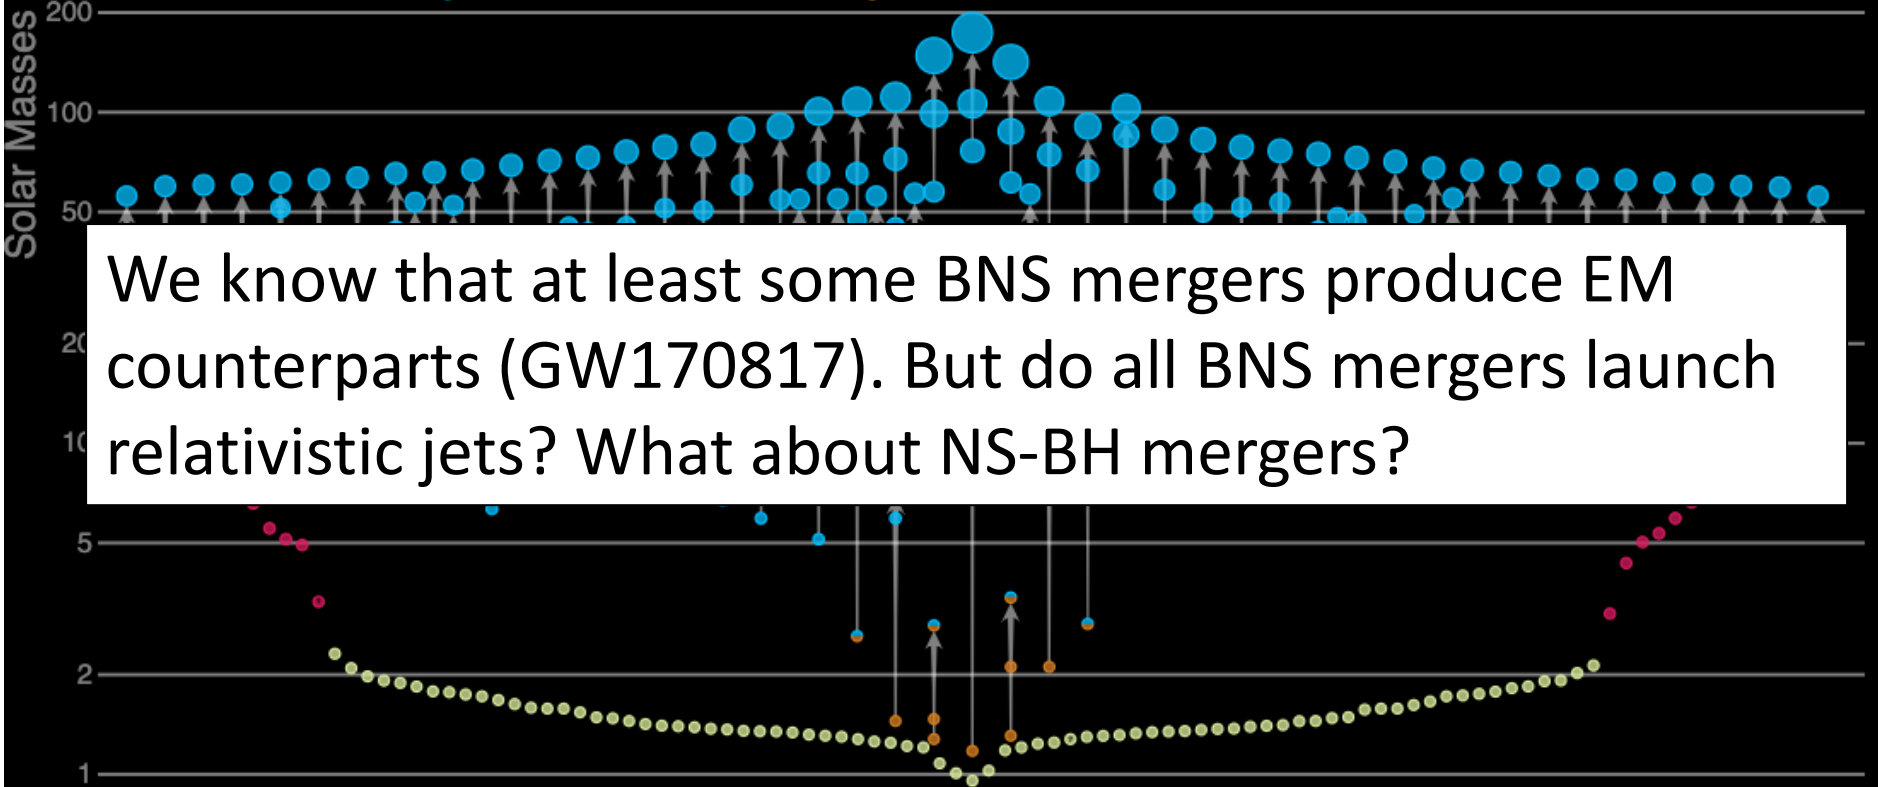 Solar Masses
200
100
50
We know that at least some BNS mergers produce EM
counterparts (GW170817). But do all BNS mergers launch
relativistic jets? What about NS-BH mergers?
5
2
1